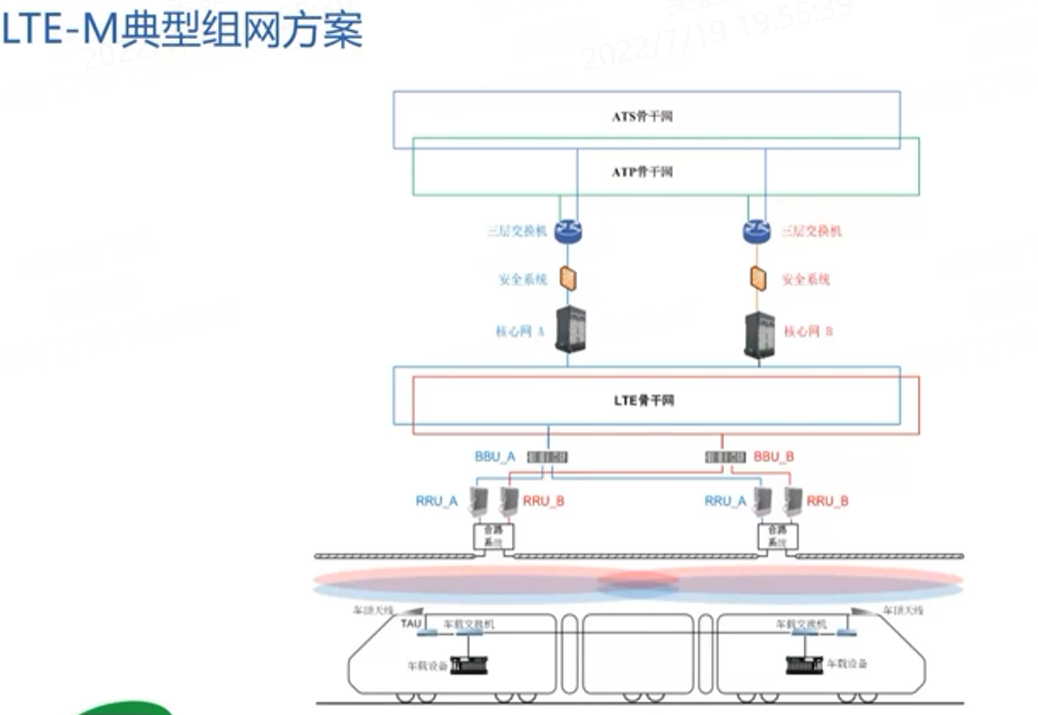 LTE-M典型组网方案
2022/7/19 19:55:39
ATS骨干网
ATP骨干网
三层交换机
三层交换机
安全系统
安全系统
核心网 A
核心网 B
LTE骨干网
BBU_A
BBU_B
RRU_A
RRU_B
RRU_A
RRU_B
合路
系统
合路
系统
车顶天线
车顶天线
TAU
车载交换机
车载交换机
车载设备
车载设备